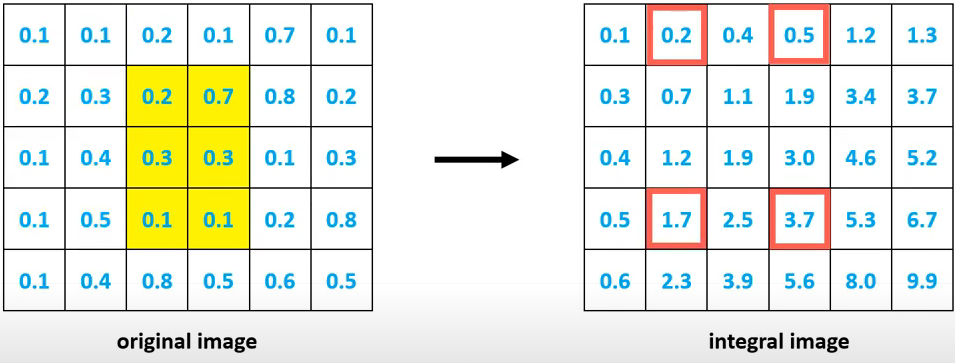 0.1 0.1 0.2 0.1 0.7 0.1
0.2 0.3 0.2 0.7 0.8 0.2
0.1 0.4 0.3 0.3 0.1 0.3
0.1 0.5 0.1 0.1 0.2 0.8
0.1 0.4 0.8 0.5 0.6 0.5
original image
0.1 0.2 0.4 0.5 1.2 1.3
0.3 0.7 1.1 1.9 3.4 3.7
0.4 1.2 1.9 3.0 4.6 5.2
0.5 1.7 2.5 3.7 5.3 6.7
0.6 2.3 3.9 5.6 8.0 9.9
integral image